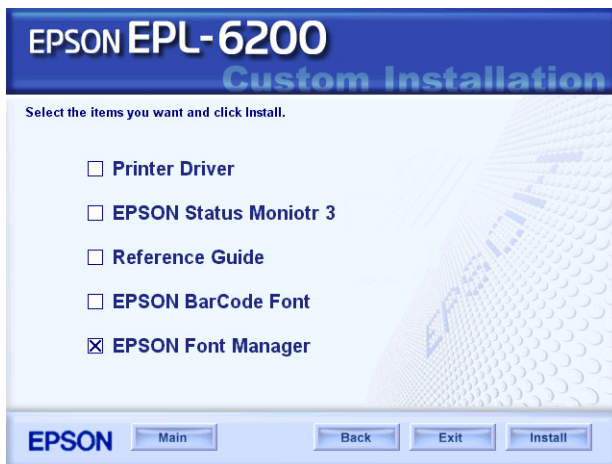 EPSON EPL-6200
Custom Installation
Select the items you want and click Install.
Printer Driver
EPSON Status Moniotr 3
Reference Guide
EPSON BarCode Font
EPSON Font Manager
EPSON
EPSON Main Back Exit Install